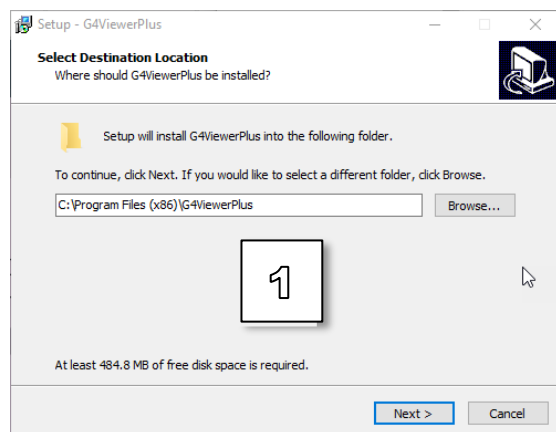 Setup - G4ViewerPlus
Select Destination Location
Where should G4ViewerPlus be installed?
Setup will install G4ViewerPlus into the following folder.
To continue, click Next. If you would like to select a different folder, click Browse.
C:\Program Files (x86)\G4ViewerPlus
Browse...
1
At least 484.8 MB of free disk space is required.
Next >
Cancel